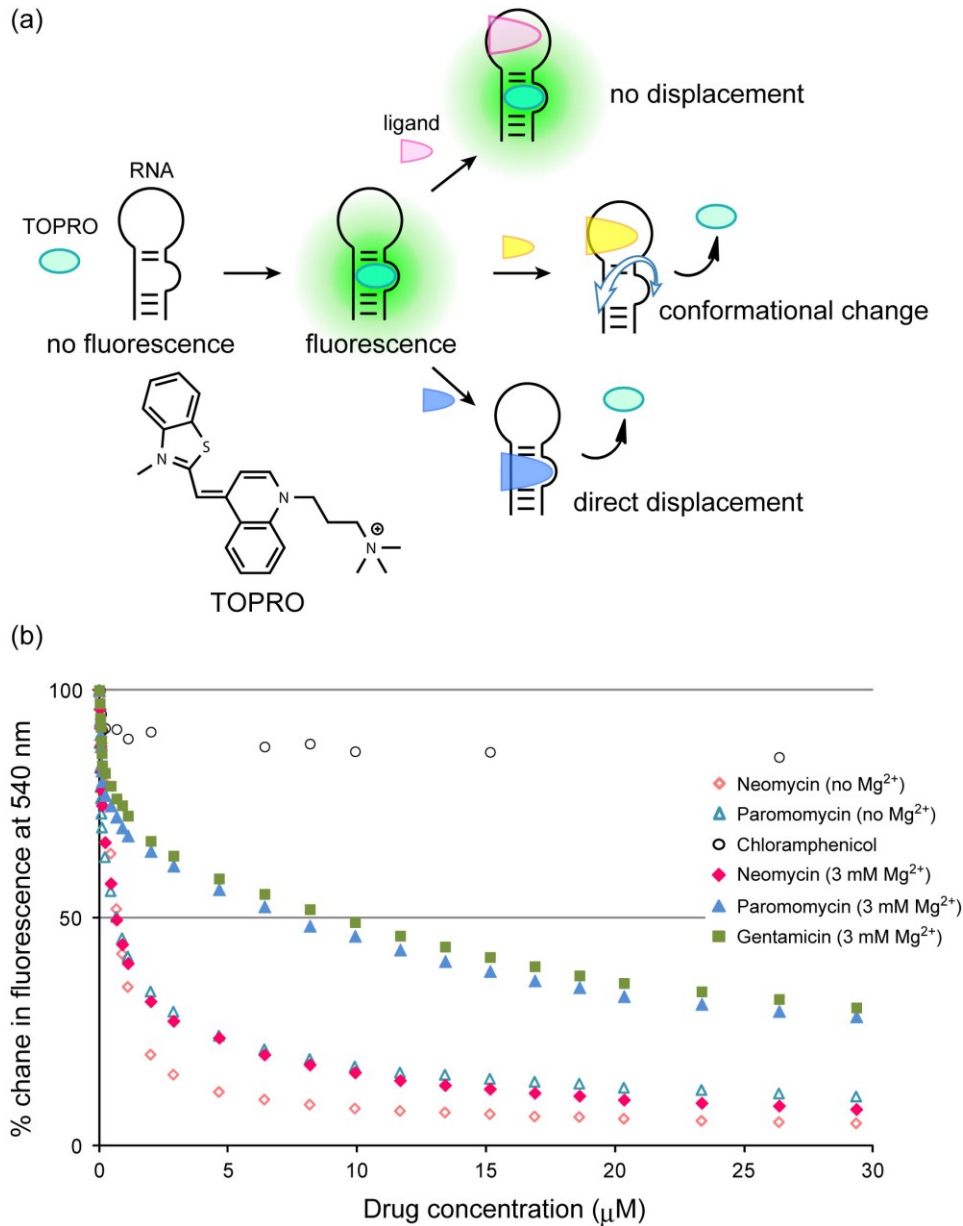 (a)
no displacement
ligand
RNA
TOPRO
no fluorescence
fluorescence
conformational change
direct displacement
S
N
N
N
⊕
TOPRO
(b)
% chane in fluorescence at 540 nm
100
50
0
Neomycin (no Mg²⁺)
Paromomycin (no Mg²⁺)
Chloramphenicol
Neomycin (3 mM Mg²⁺)
Paromomycin (3 mM Mg²⁺)
Gentamicin (3 mM Mg²⁺)
0 5 10 15 20 25 30
Drug concentration (μM)